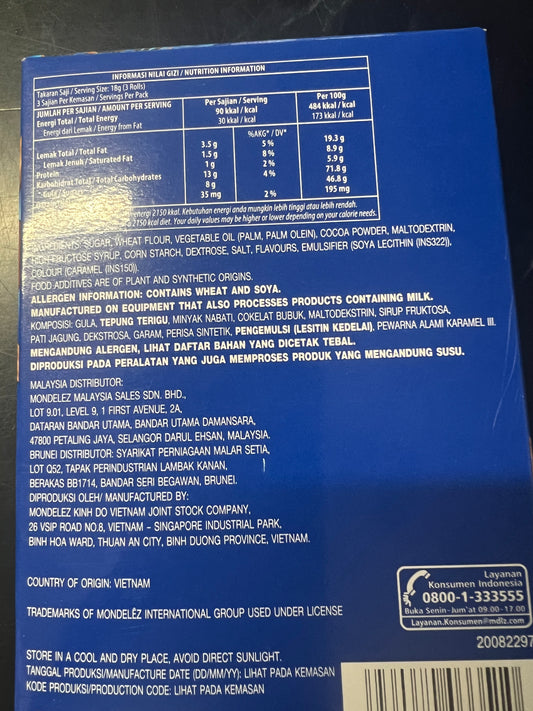 INFORMASI NILAI GIZI / NUTRITION INFORMATION
Takaran Saji / Serving Size: 18g (3 Rolls)
3 Sajian Per Kemasan / Servings Per Pack
JUMLAH PER SAJIAN / AMOUNT PER SERVING Per Sajian / Serving Per 100g
Energi Total / Total Energy 90 kkal / kcal 484 kkal / kcal
Energi dari Lemak / Energy from Fat 30 kkal / kcal 173 kkal / kcal
%AKG* / DV*
Lemak Total / Total Fat 3.5 g 5 % 19.3 g
Lemak Jenuh / Saturated Fat 1.5 g 8 % 8.9 g
Protein 1 g 2 % 5.9 g
Karbohidrat Total / Total Carbohydrates 13 g 4 % 71.8 g
Gula / 8 g 46.8 g
35 mg 2 % 195 mg
energi 2150 kkal. Kebutuhan energi anda mungkin lebih tinggi atau lebih rendah.
2150 kcal diet. Your daily values may be higher or lower depending on your calorie needs.
INGREDIENTS: SUGAR, WHEAT FLOUR, VEGETABLE OIL (PALM, PALM OLEIN), COCOA POWDER, MALTODEXTRIN,
HIGH FRUCTOSE SYRUP, CORN STARCH, DEXTROSE, SALT, FLAVOURS, EMULSIFIER (SOYA LECITHIN (INS322)),
COLOUR (CARAMEL (INS150)).
FOOD ADDITIVES ARE OF PLANT AND SYNTHETIC ORIGINS.
ALLERGEN INFORMATION: CONTAINS WHEAT AND SOYA.
MANUFACTURED ON EQUIPMENT THAT ALSO PROCESSES PRODUCTS CONTAINING MILK.
KOMPOSISI: GULA, TEPUNG TERIGU, MINYAK NABATI, COKELAT BUBUK, MALTODEKSTRIN, SIRUP FRUKTOSA,
PATI JAGUNG, DEKSTROSA, GARAM, PERISA SINTETIK, PENGEMULSI (LESITIN KEDELAI), PEWARNA ALAMI KARAMEL III.
MENGANDUNG ALERGEN, LIHAT DAFTAR BAHAN YANG DICETAK TEBAL.
DIPRODUKSI PADA PERALATAN YANG JUGA MEMPROSES PRODUK YANG MENGANDUNG SUSU.
MALAYSIA DISTRIBUTOR:
MONDELEZ MALAYSIA SALES SDN. BHD.,
LOT 9.01, LEVEL 9, 1 FIRST AVENUE, 2A,
DATARAN BANDAR UTAMA, BANDAR UTAMA DAMANSARA,
47800 PETALING JAYA, SELANGOR DARUL EHSAN, MALAYSIA.
BRUNEI DISTRIBUTOR: SYARIKAT PERNIAGAAN MALAR SETIA,
LOT Q52, TAPAK PERINDUSTRIAN LAMBAK KANAN,
BERAKAS BB1714, BANDAR SERI BEGAWAN, BRUNEI.
DIPRODUKSI OLEH/ MANUFACTURED BY:
MONDELEZ KINH DO VIETNAM JOINT STOCK COMPANY,
26 VSIP ROAD NO.8, VIETNAM – SINGAPORE INDUSTRIAL PARK,
BINH HOA WARD, THUAN AN CITY, BINH DUONG PROVINCE, VIETNAM.
COUNTRY OF ORIGIN: VIETNAM
TRADEMARKS OF MONDELĒZ INTERNATIONAL GROUP USED UNDER LICENSE
Layanan
Konsumen Indonesia
0800-1-333555
Buka Senin - Jum'at 09.00 - 17.00
Layanan.Konsumen@mdlz.com
20082297
STORE IN A COOL AND DRY PLACE, AVOID DIRECT SUNLIGHT.
TANGGAL PRODUKSI/MANUFACTURE DATE (DD/MM/YY): LIHAT PADA KEMASAN
KODE PRODUKSI/PRODUCTION CODE: LIHAT PADA KEMASAN